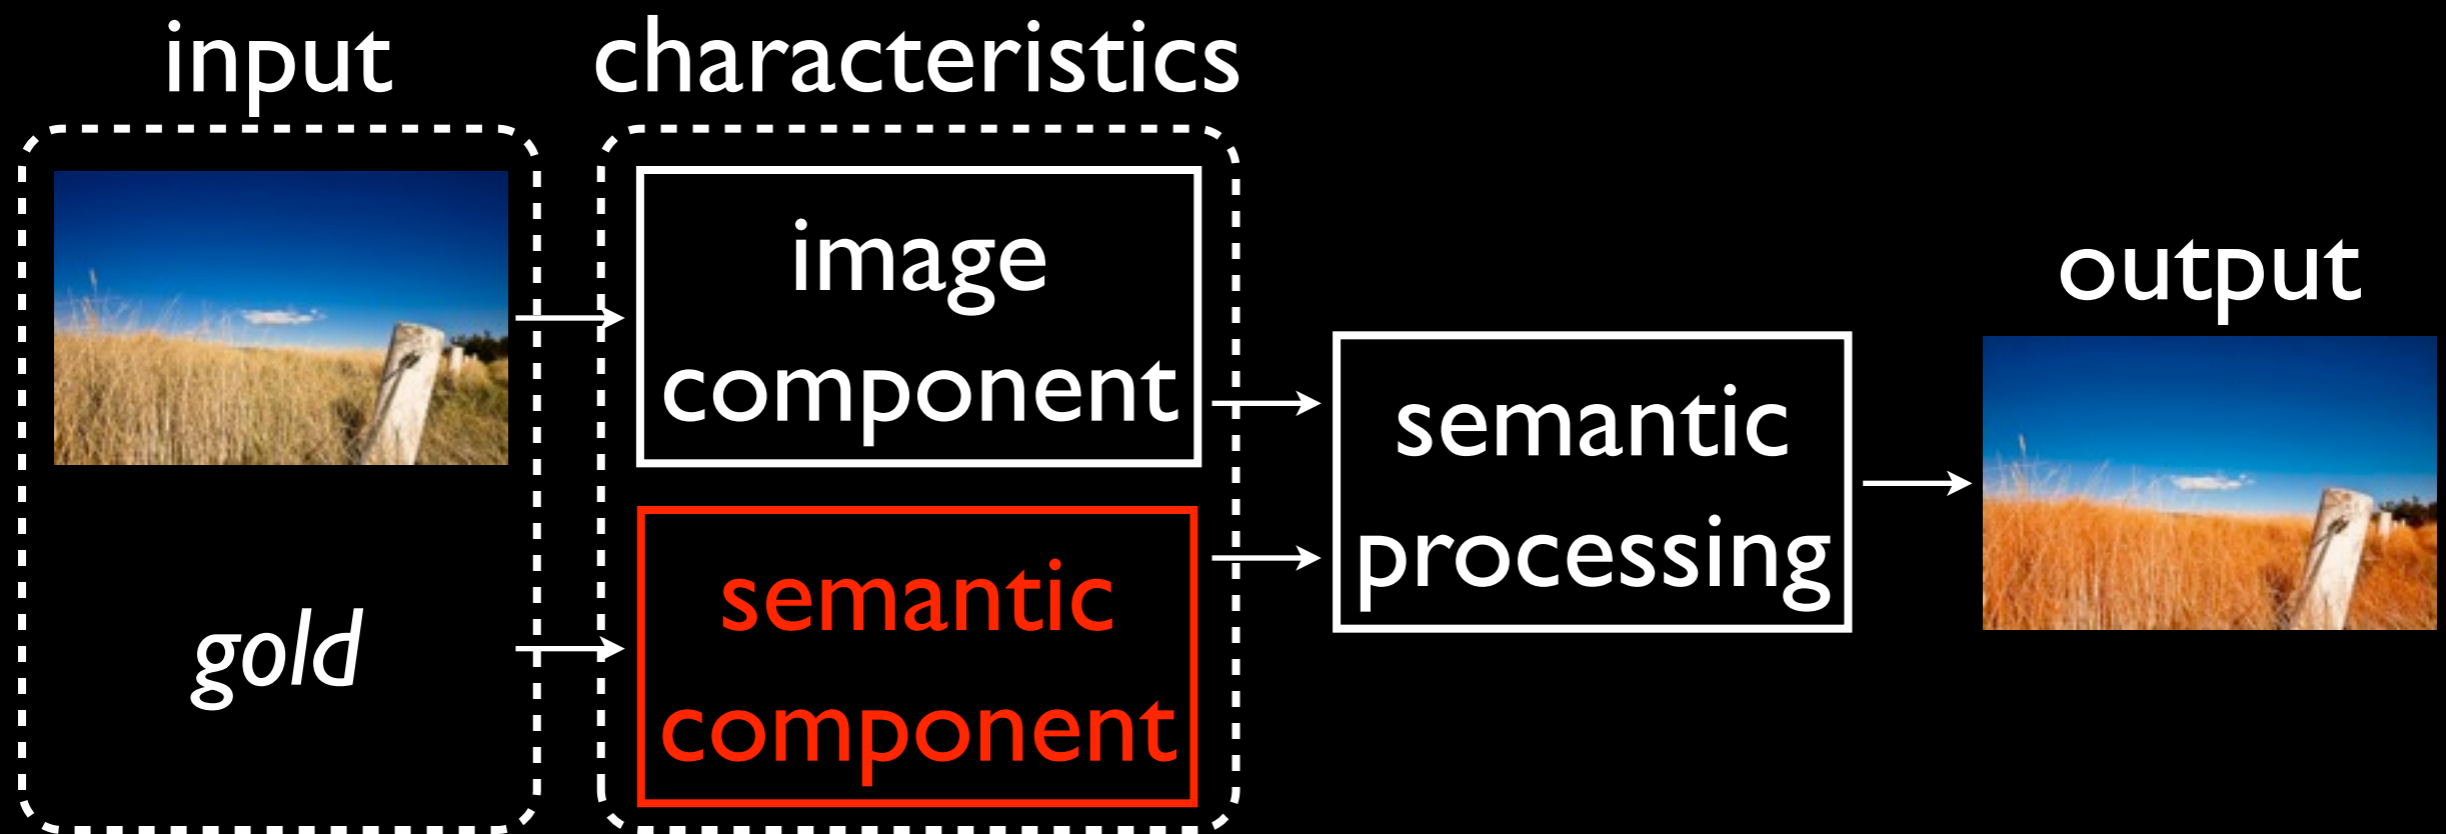 input
characteristics
image
component
semantic
component
gold
semantic
processing
output